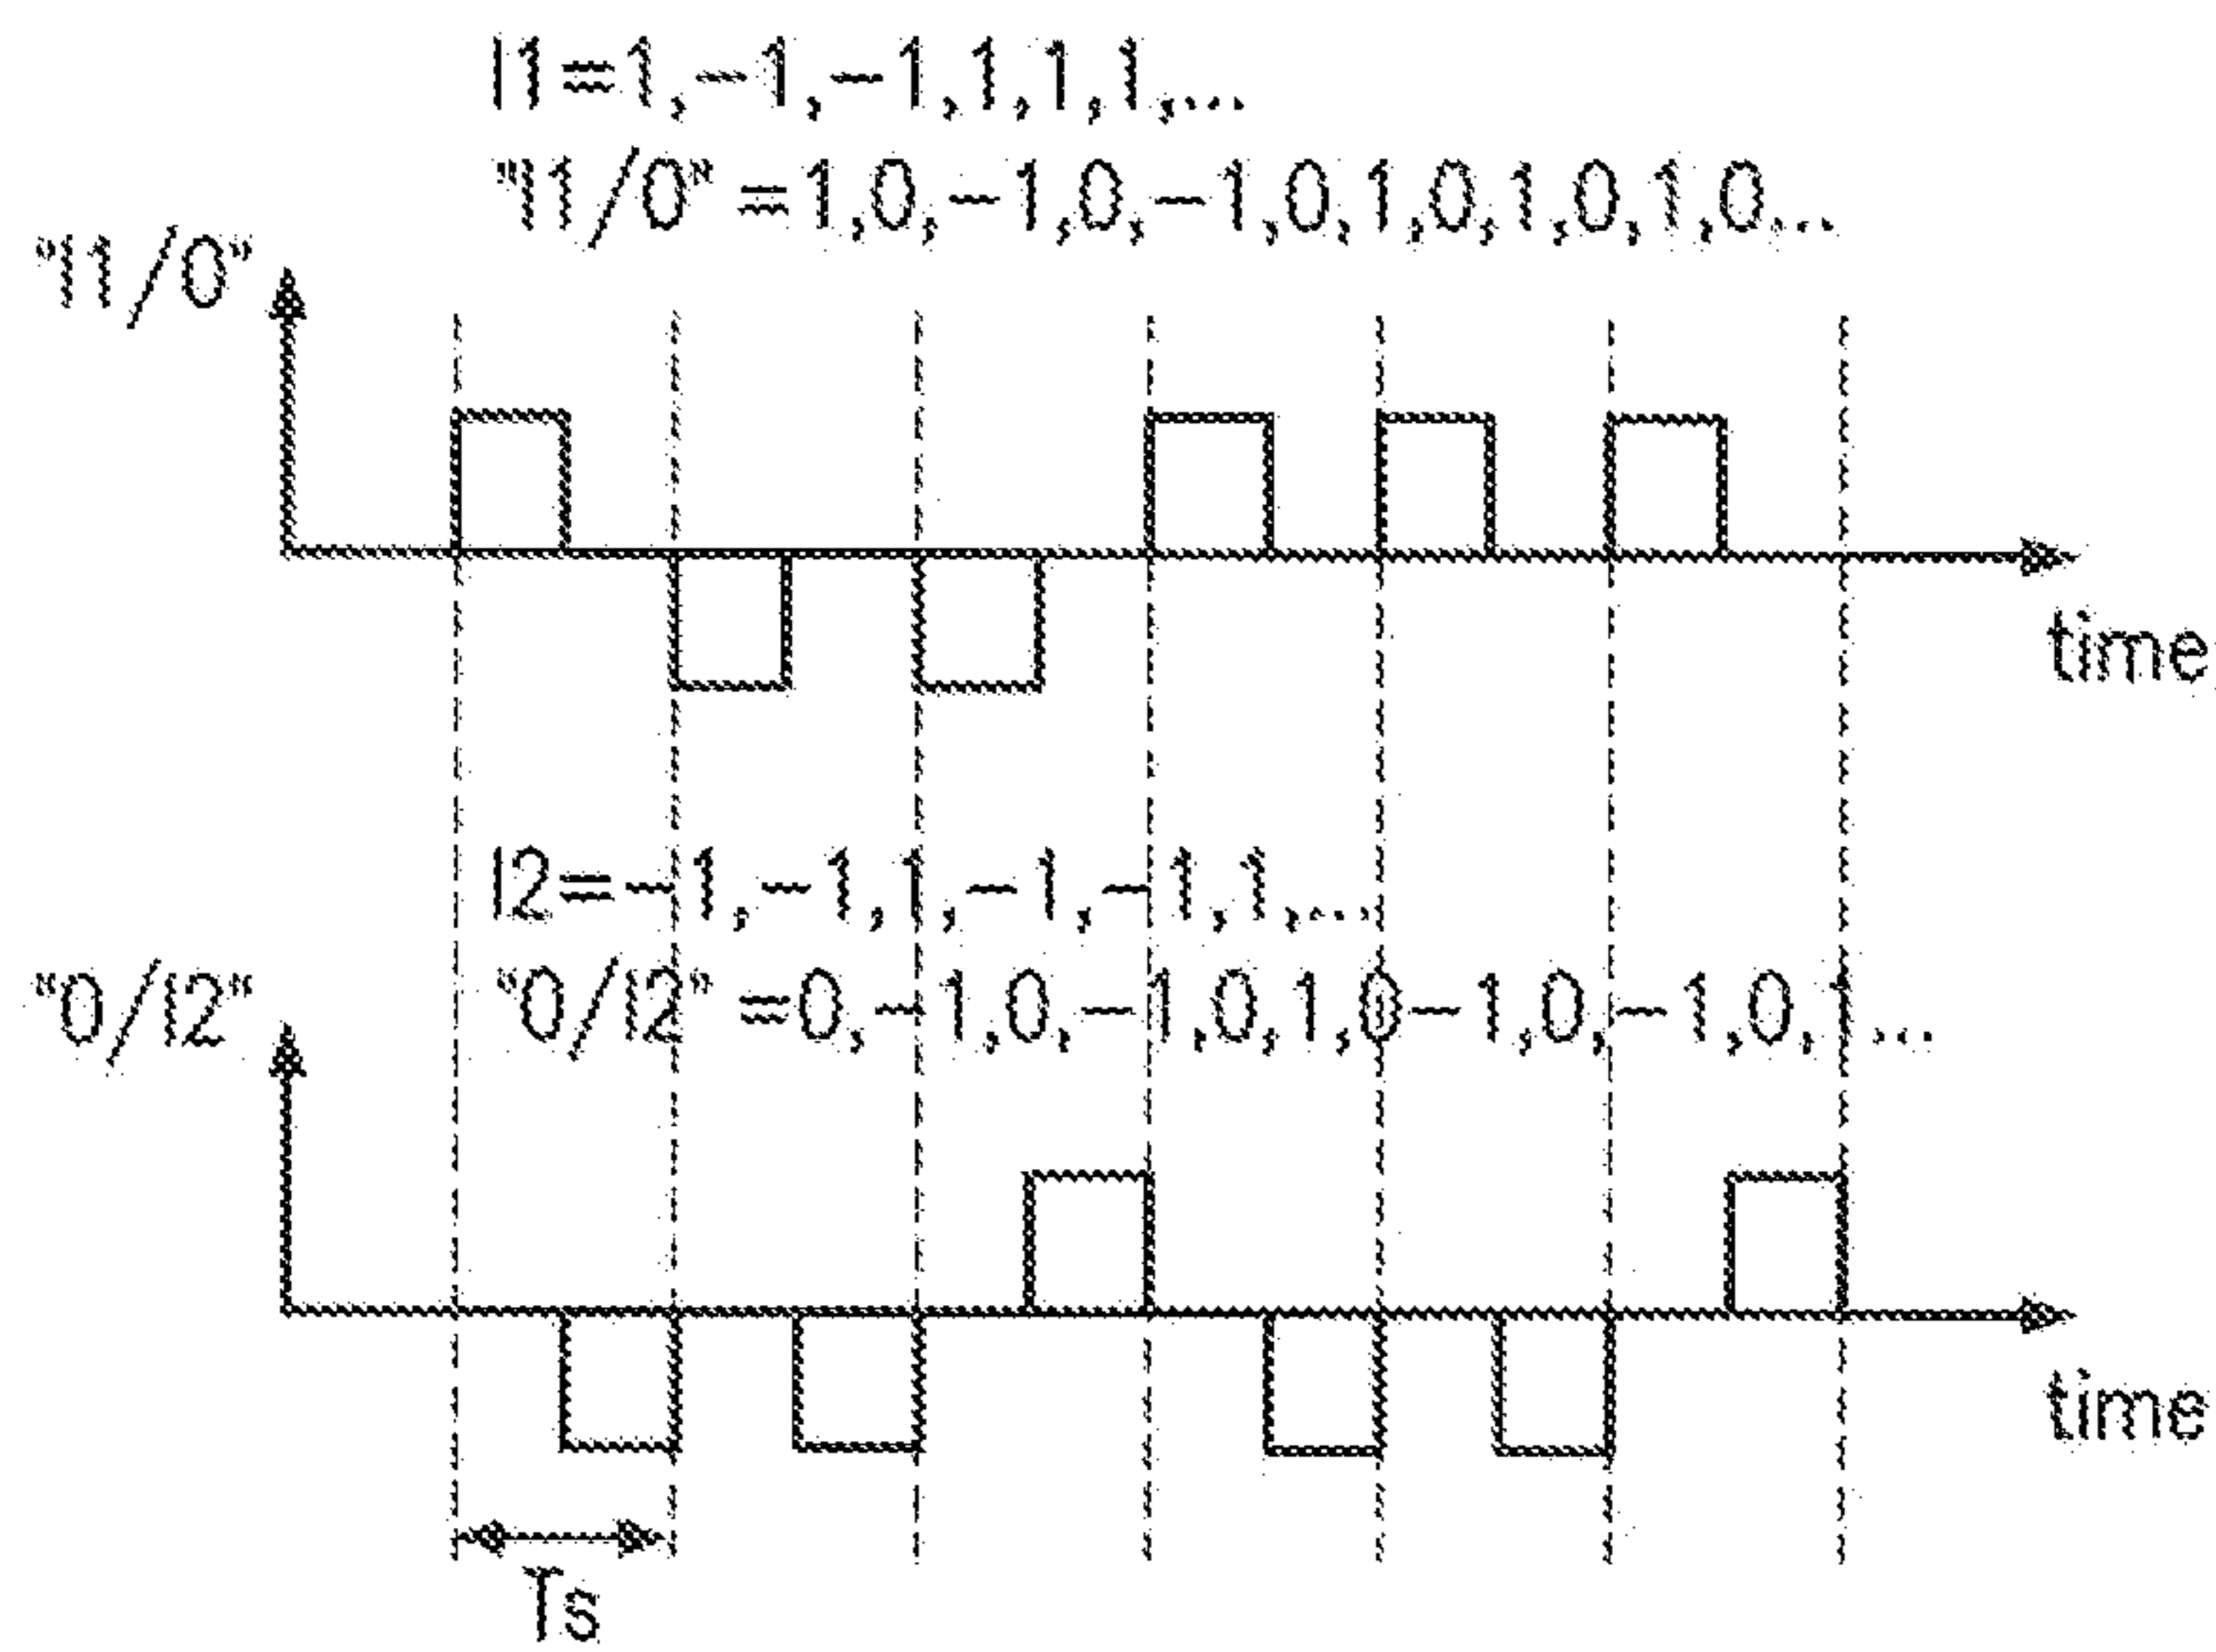 I1=1,-1,-1,1,1,1,...
"I1/0" =1,0,-1,0,-1,0,1,0,1,0,1,0...
"I1/0"
time
I2=-1,-1,1,-1,-1,1,...
"0/I2" =0,-1,0,-1,0,1,0-1,0,-1,0,1...
"0/I2"
time
Ts